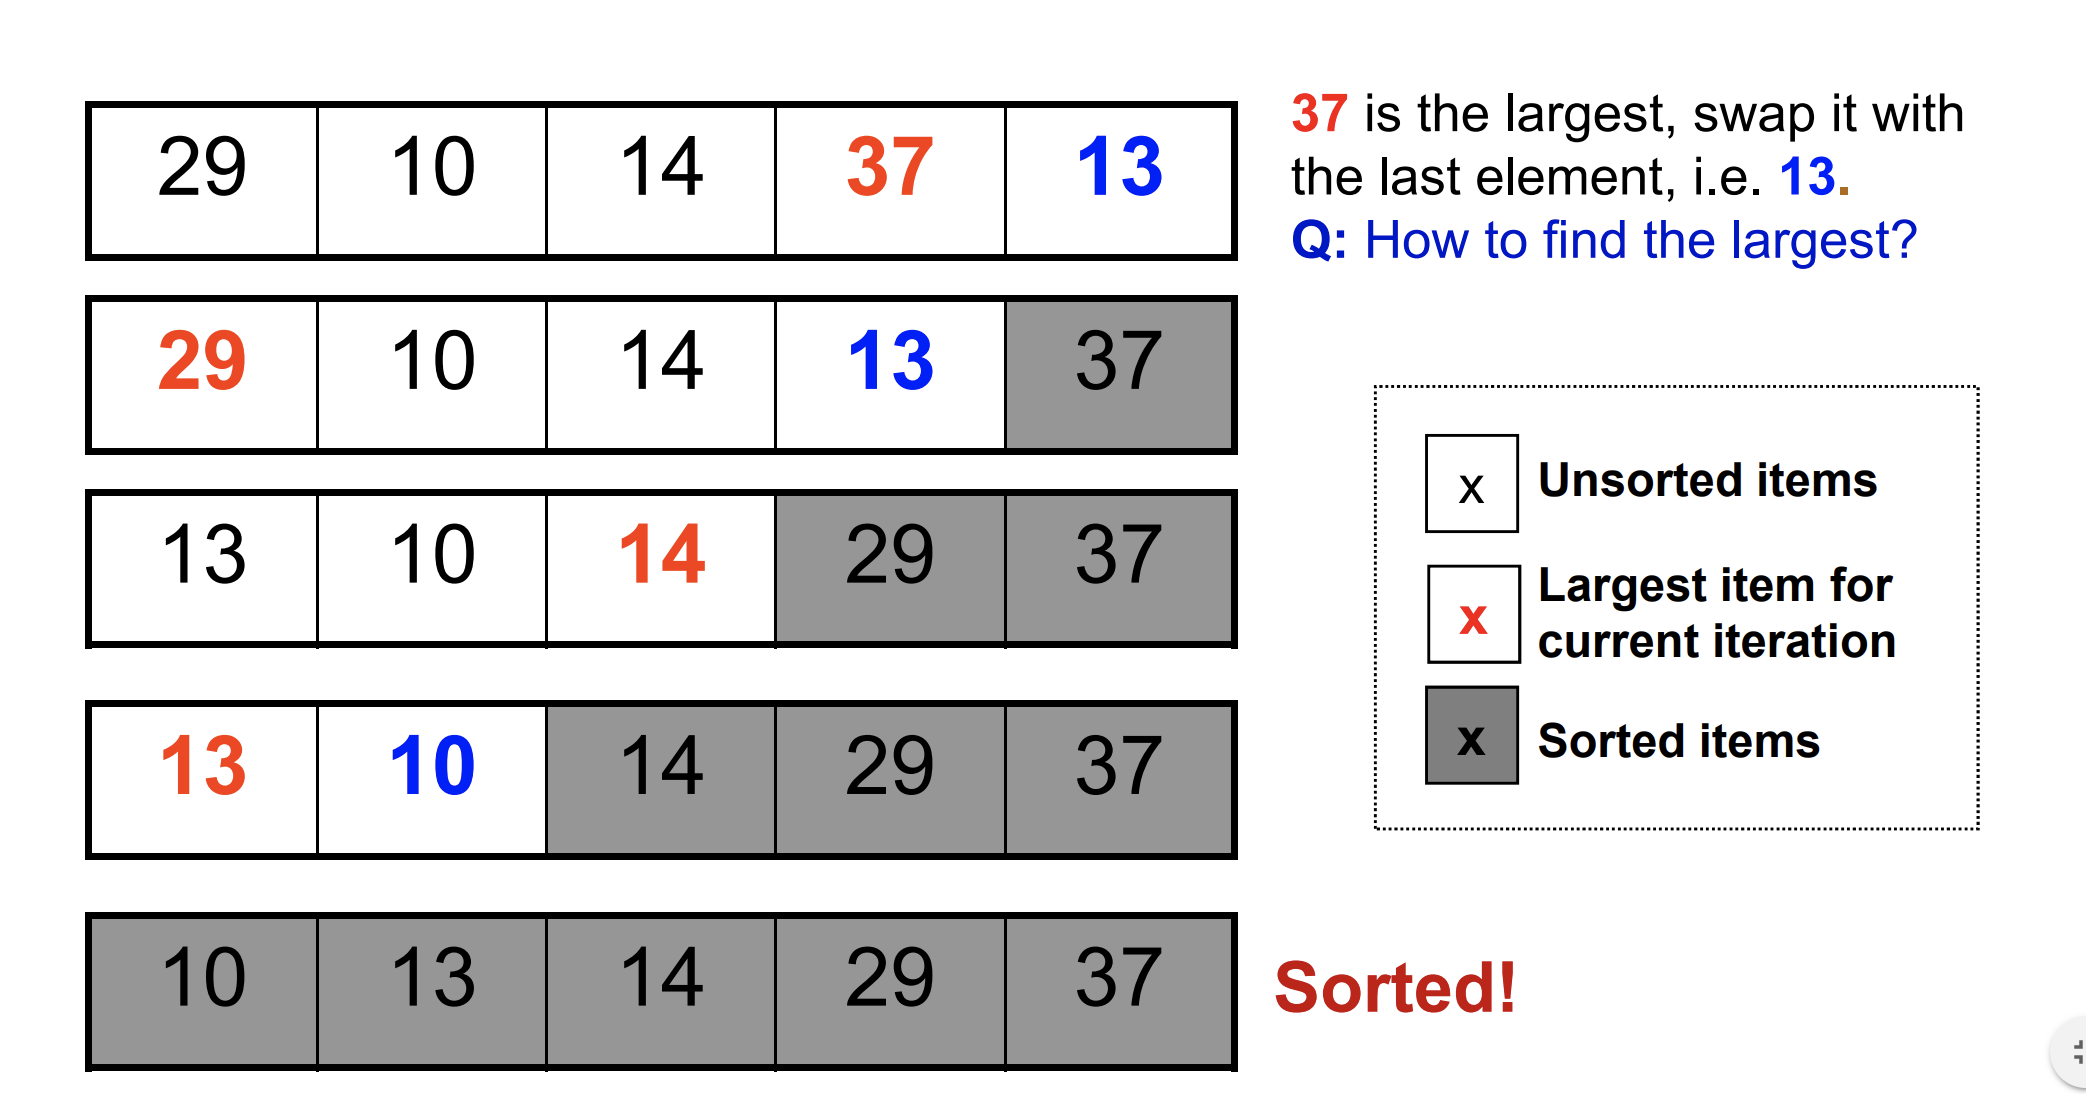 29 10 14 37 13
37 is the largest, swap it with
the last element, i.e. 13.
Q: How to find the largest?
29 10 14 13 37
13 10 14 29 37
x Unsorted items
x Largest item for
current iteration
x Sorted items
13 10 14 29 37
10 13 14 29 37
Sorted!